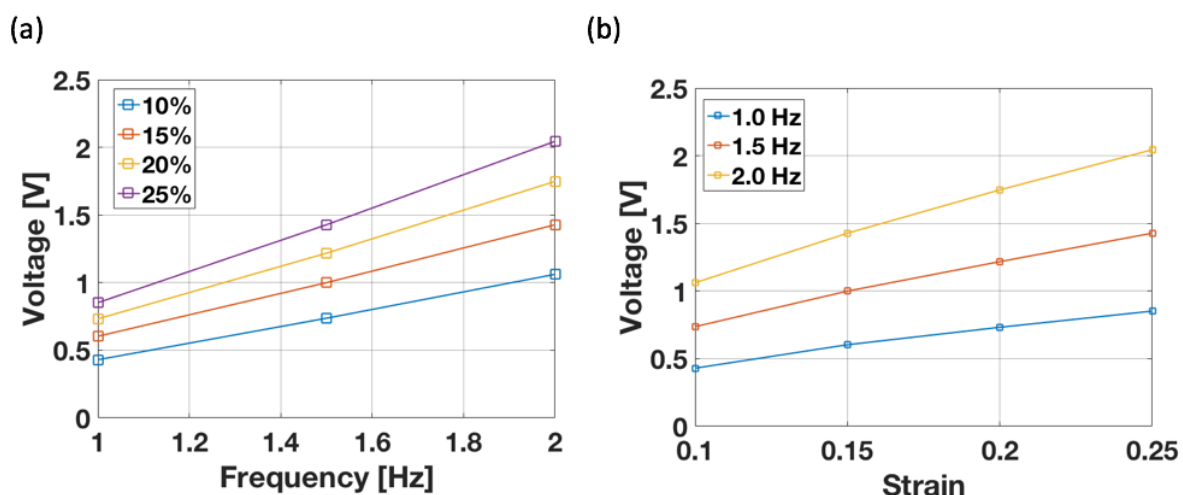 (a)
Voltage [V]
2.5
2
1.5
1
0.5
0
10%
15%
20%
25%
1 1.2 1.4 1.6 1.8 2
Frequency [Hz]
(b)
Voltage [V]
2.5
2
1.5
1
0.5
0
1.0 Hz
1.5 Hz
2.0 Hz
0.1 0.15 0.2 0.25
Strain